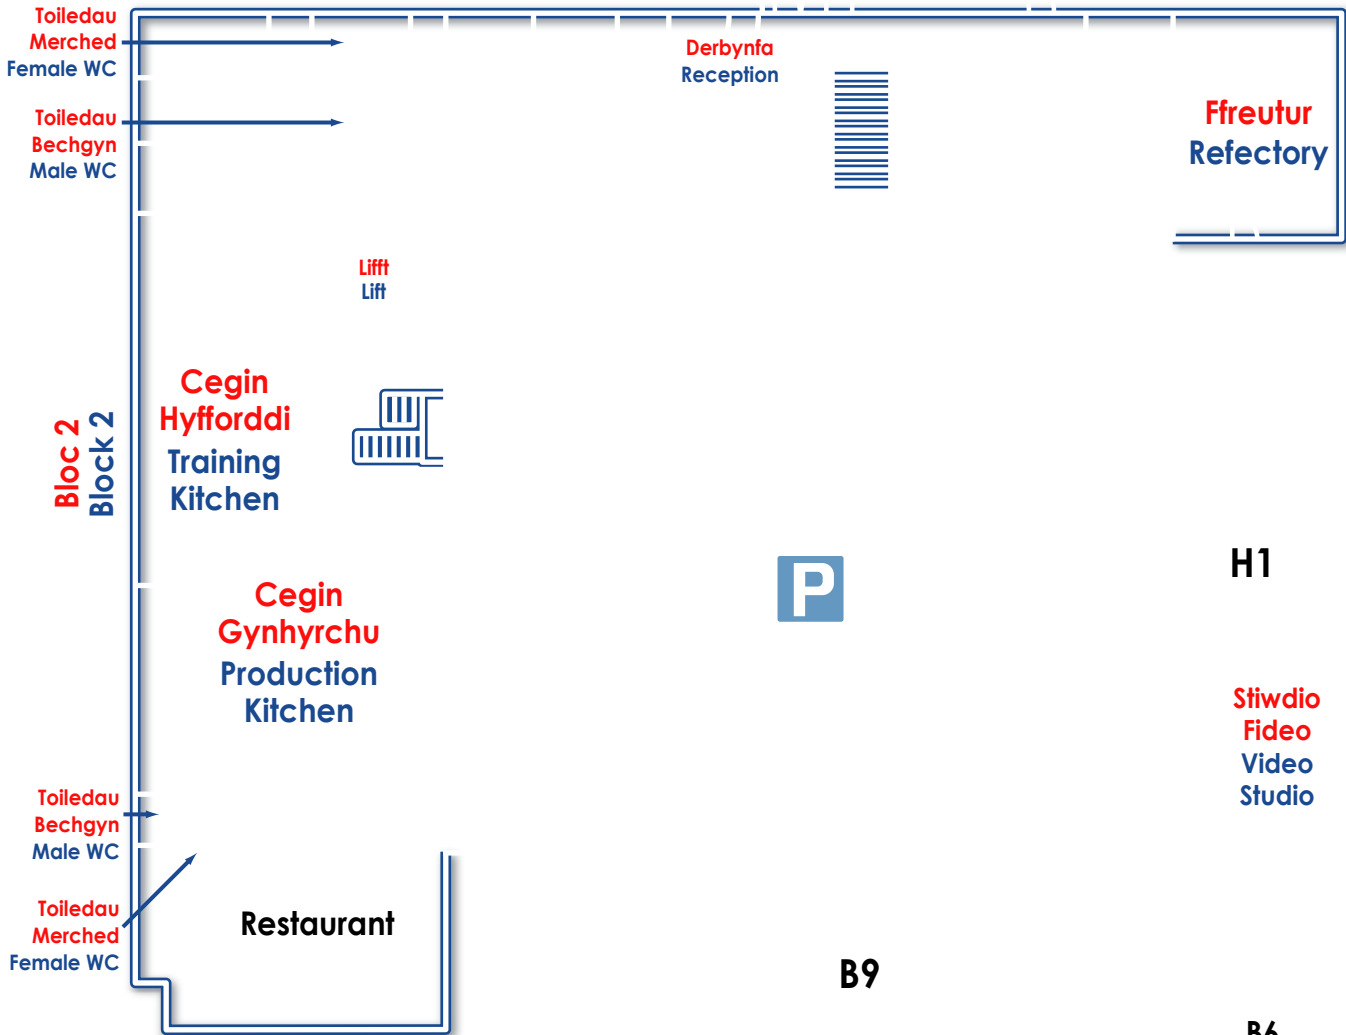 Toiledau
Merched
Female WC
Derbynfa
Reception
Toiledau
Bechgyn
Male WC
Ffreutur
Refectory
Lifft
Lift
Bloc 2
Block 2
Cegin
Hyfforddi
Training
Kitchen
H1
P
Cegin
Gynhyrchu
Production
Kitchen
Stiwdio
Fideo
Video
Studio
Toiledau
Bechgyn
Male WC
Toiledau
Merched
Female WC
Restaurant
B9
B6